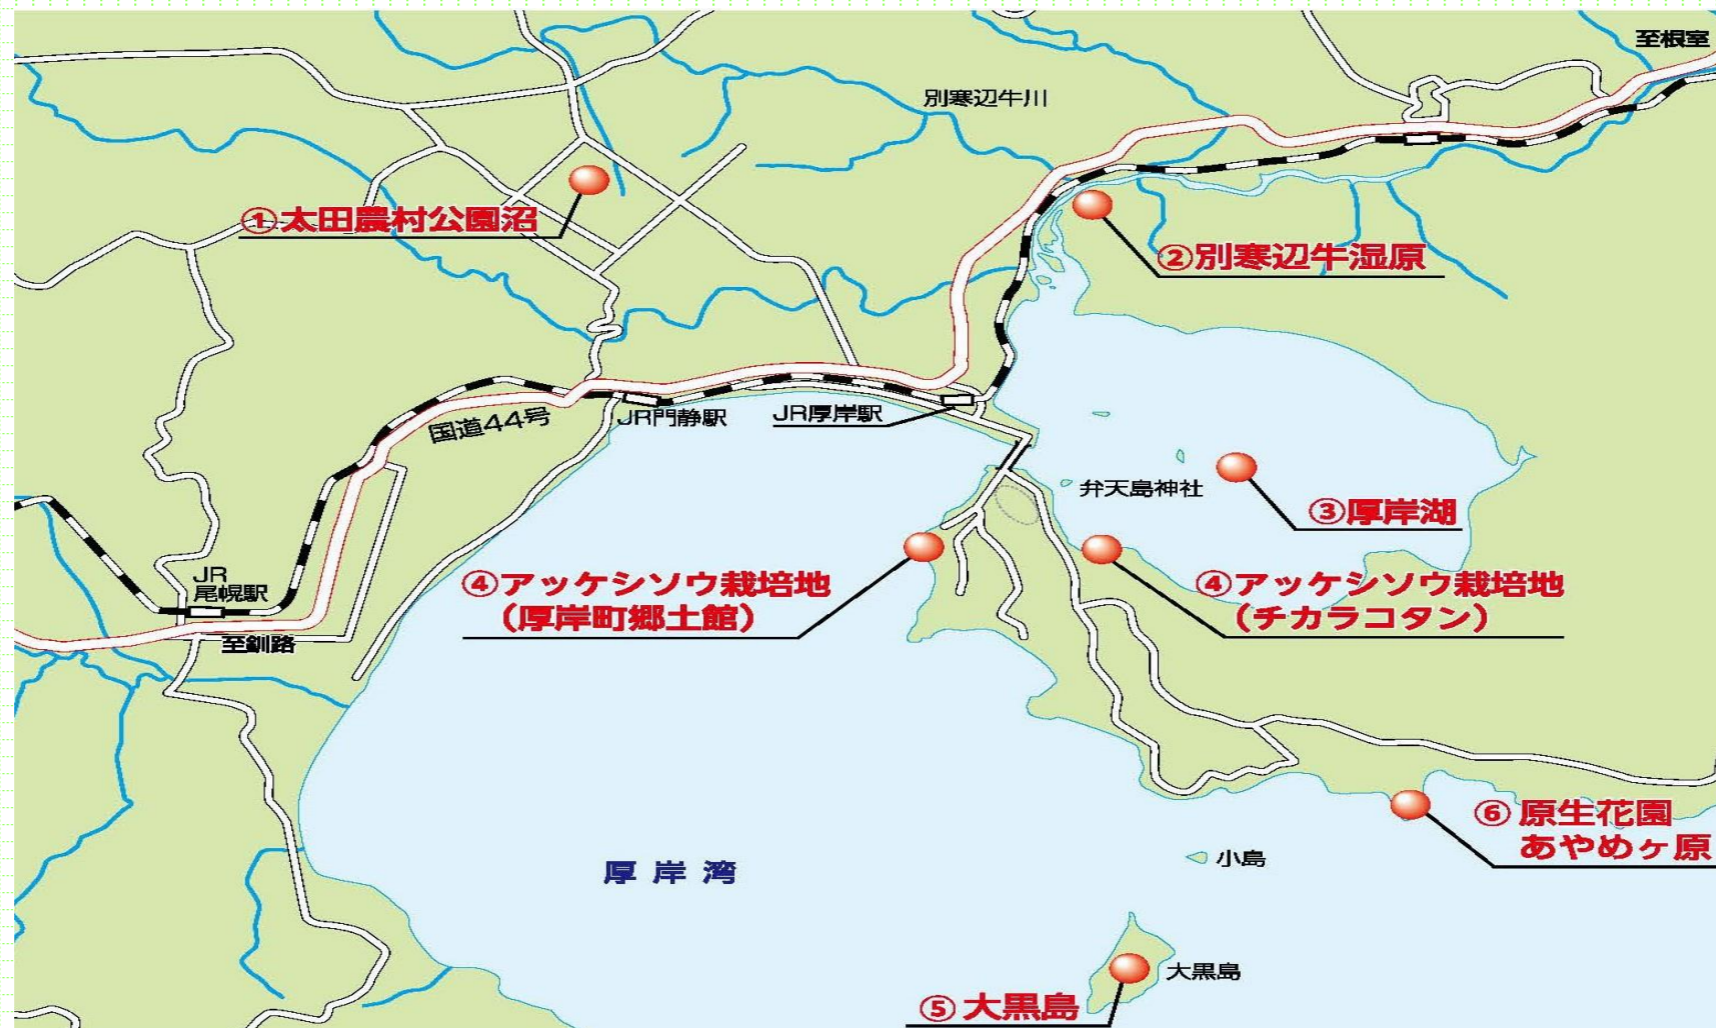 至根室
別寒辺牛川
①太田農村公園沼
②別寒辺牛湿原
国道44号
JR門静駅
JR厚岸駅
弁天島神社
③厚岸湖
JR
尾幌駅
至釧路
④アッケシソウ栽培地
(厚岸町郷土館)
④アッケシソウ栽培地
(チカラコタン)
⑥原生花園
あやめヶ原
小島
厚岸湾
大黒島
⑤大黒島